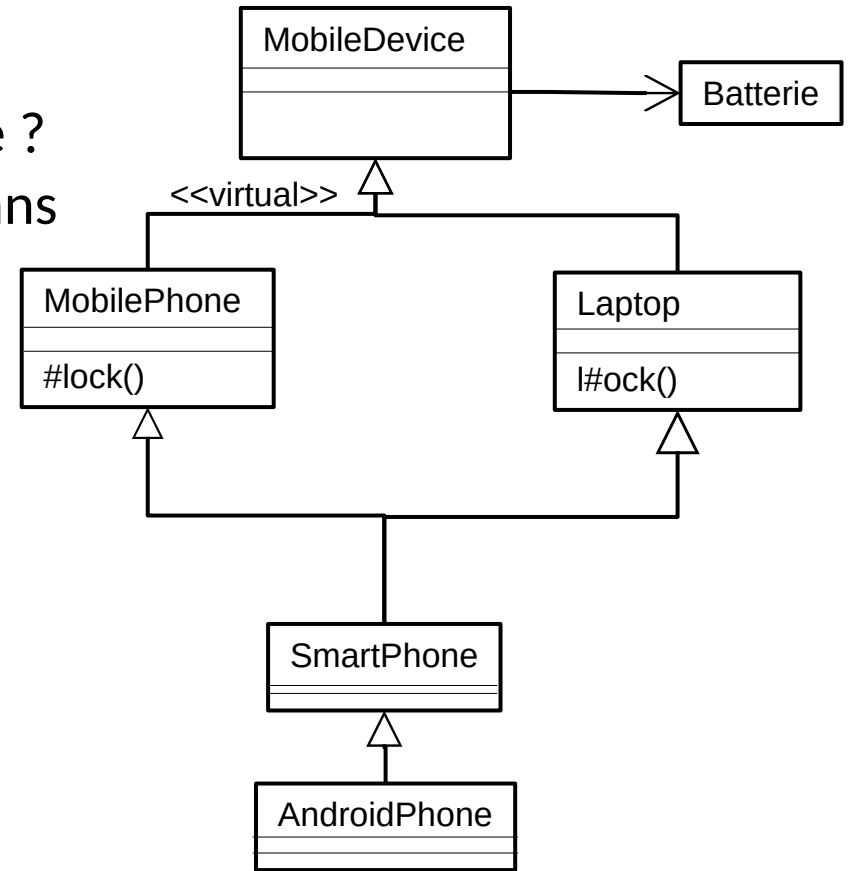 MobileDevice
Batterie
e ?
<<virtual>>
ns
MobilePhone
Laptop
#lock()
l#ock()
SmartPhone
AndroidPhone